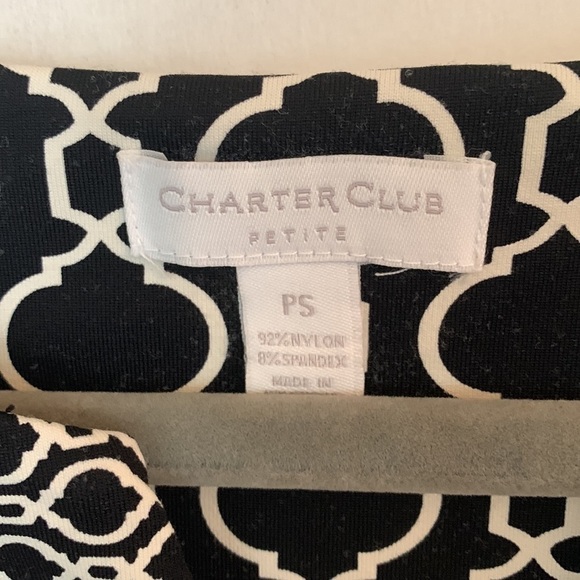 CHARTER CLUB
PETITE
PS
92%NYLON
8%SPANDEX
MADE IN